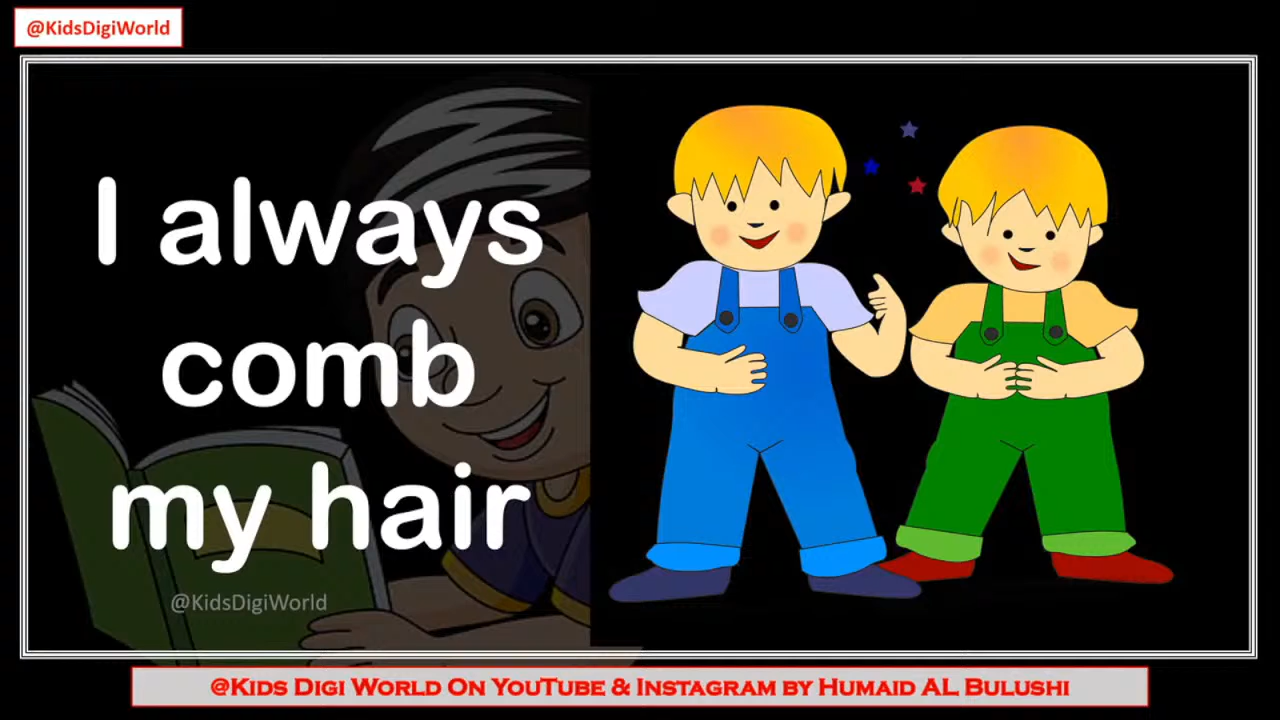 @KidsDigiWorld
I always
comb
my hair
@KidsDigiWorld
@Kids Digi World On YouTube & Instagram by Humaid AL Bulushi